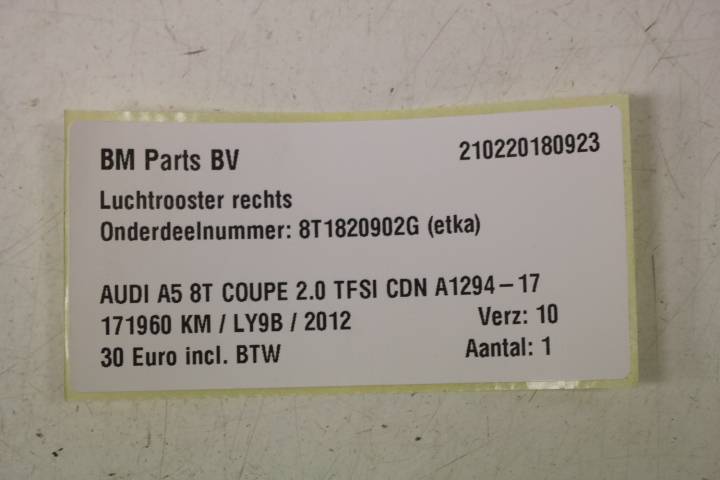 BM Parts BV 210220180923
Luchtrooster rechts
Onderdeelnummer: 8T1820902G (etka)
AUDI A5 8T COUPE 2.0 TFSI CDN A1294-17
171960 KM / LY9B / 2012 Verz: 10
30 Euro incl. BTW Aantal: 1